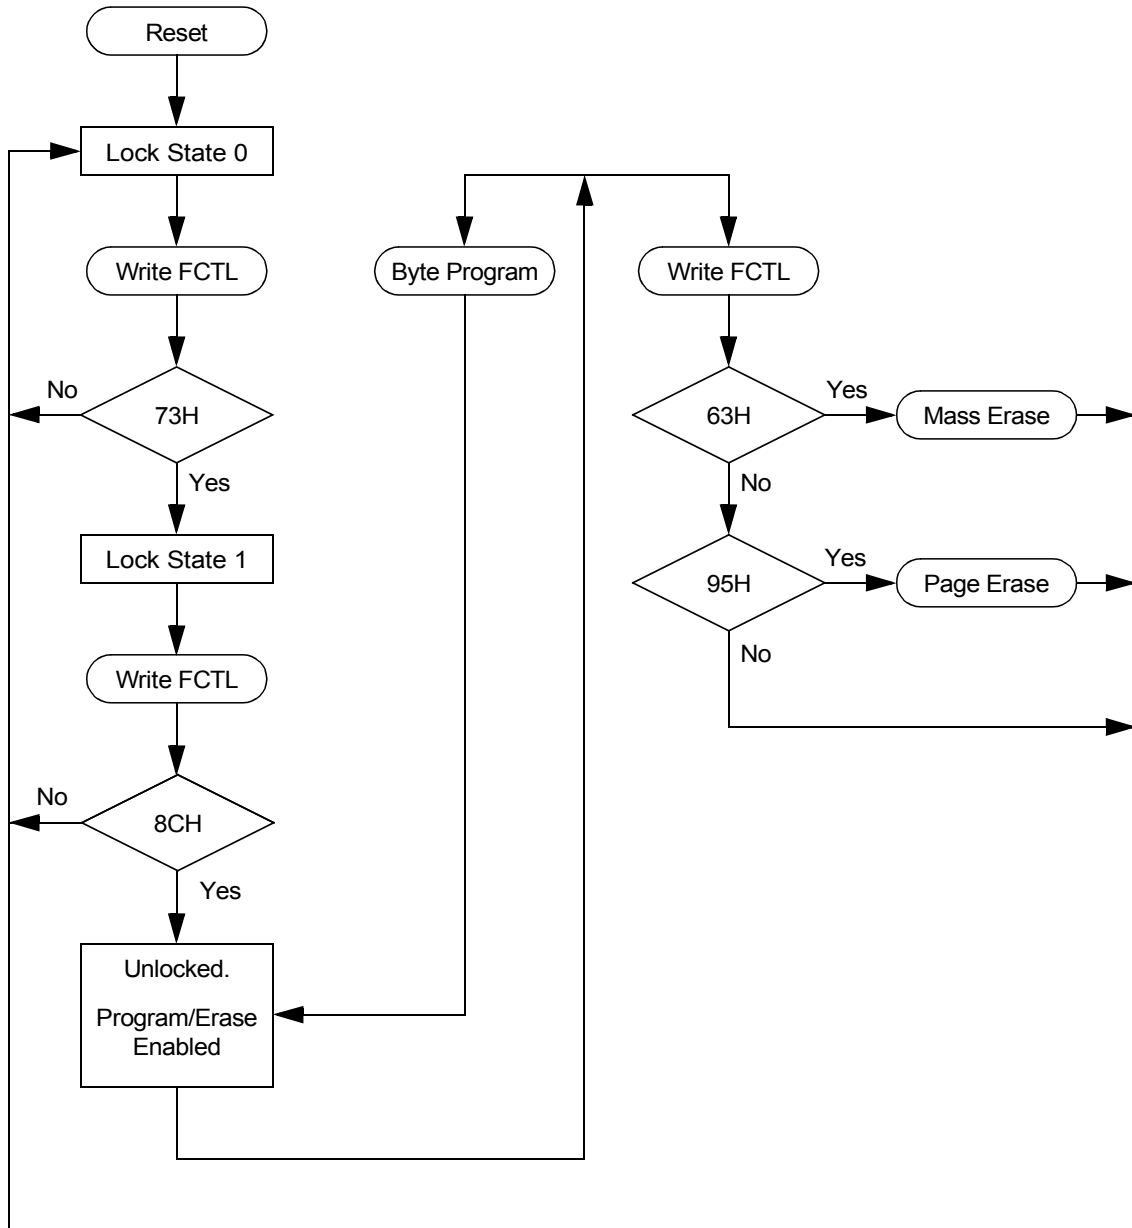 Reset
Lock State 0
Write FCTL
No
73H
Yes
Lock State 1
Write FCTL
No
8CH
Yes
Unlocked.
Program/Erase
Enabled
Byte Program
Write FCTL
63H
Yes
Mass Erase
No
95H
Yes
Page Erase
No